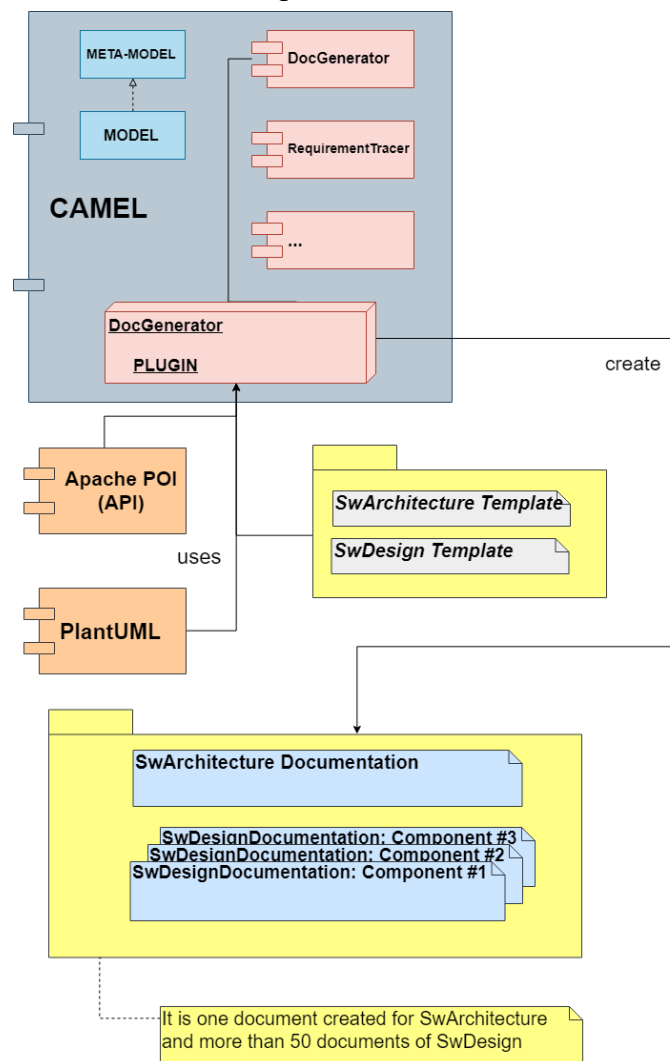 META-MODEL
DocGenerator
MODEL
RequirementTracer
CAMEL
...
DocGenerator
PLUGIN
create
Apache POI
(API)
SwArchitecture Template
SwDesign Template
uses
PlantUML
SwArchitecture Documentation
SwDesignDocumentation: Component #3
SwDesignDocumentation: Component #2
SwDesignDocumentation: Component #1
It is one document created for SwArchitecture
and more than 50 documents of SwDesign